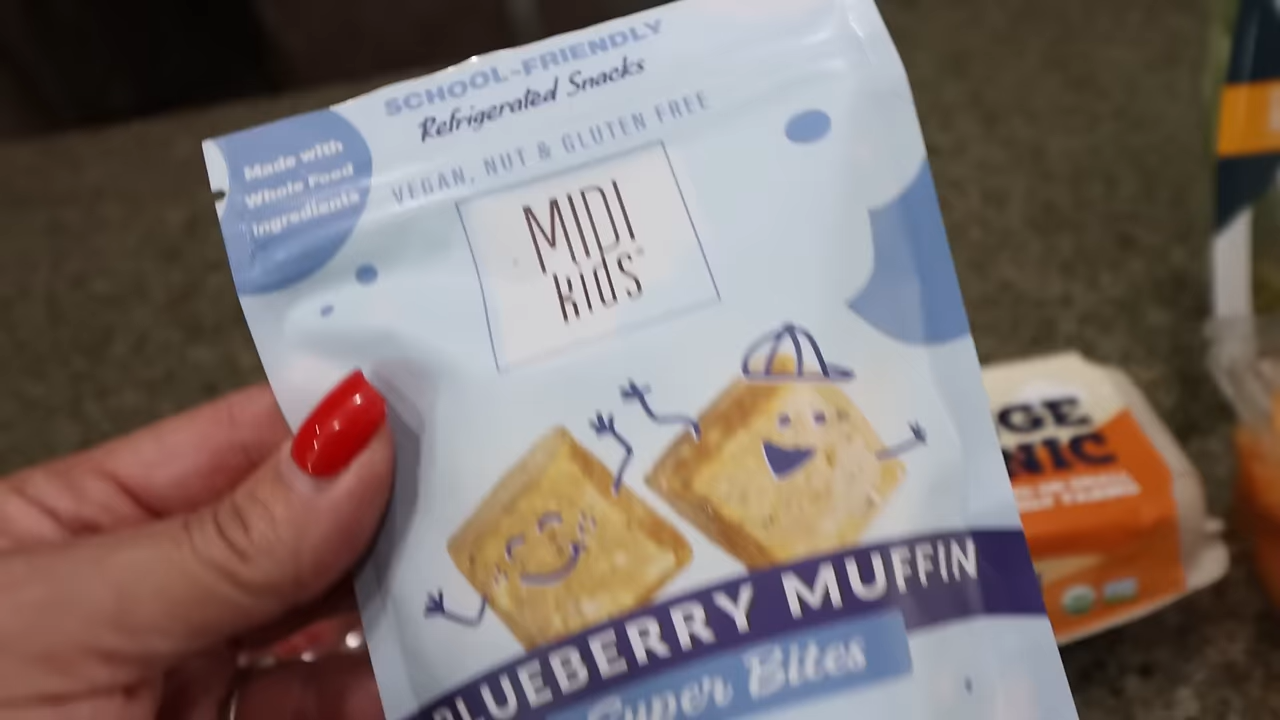 SCHOOL-FRIENDLY
Refrigerated Snacks
VEGAN, NUT & GLUTEN FREE
Made with
Whole Food
Ingredients
MIDI
kids
BLUEBERRY MUFFIN
Super Bites
GE
NIC